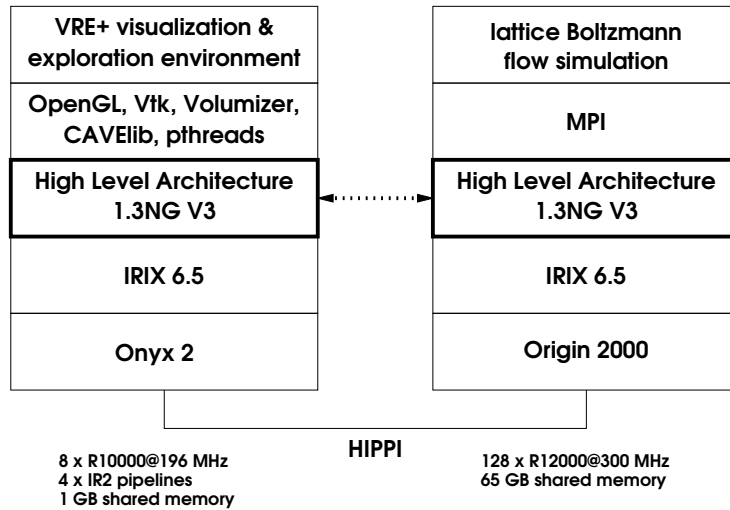 VRE+ visualization &
exploration environment
OpenGL, Vtk, Volumizer,
CAVElib, pthreads
High Level Architecture
1.3NG V3
IRIX 6.5
Onyx 2
lattice Boltzmann
flow simulation
MPI
High Level Architecture
1.3NG V3
IRIX 6.5
Origin 2000
HIPPI
8 x R10000@196 MHz
4 x IR2 pipelines
1 GB shared memory
128 x R12000@300 MHz
65 GB shared memory